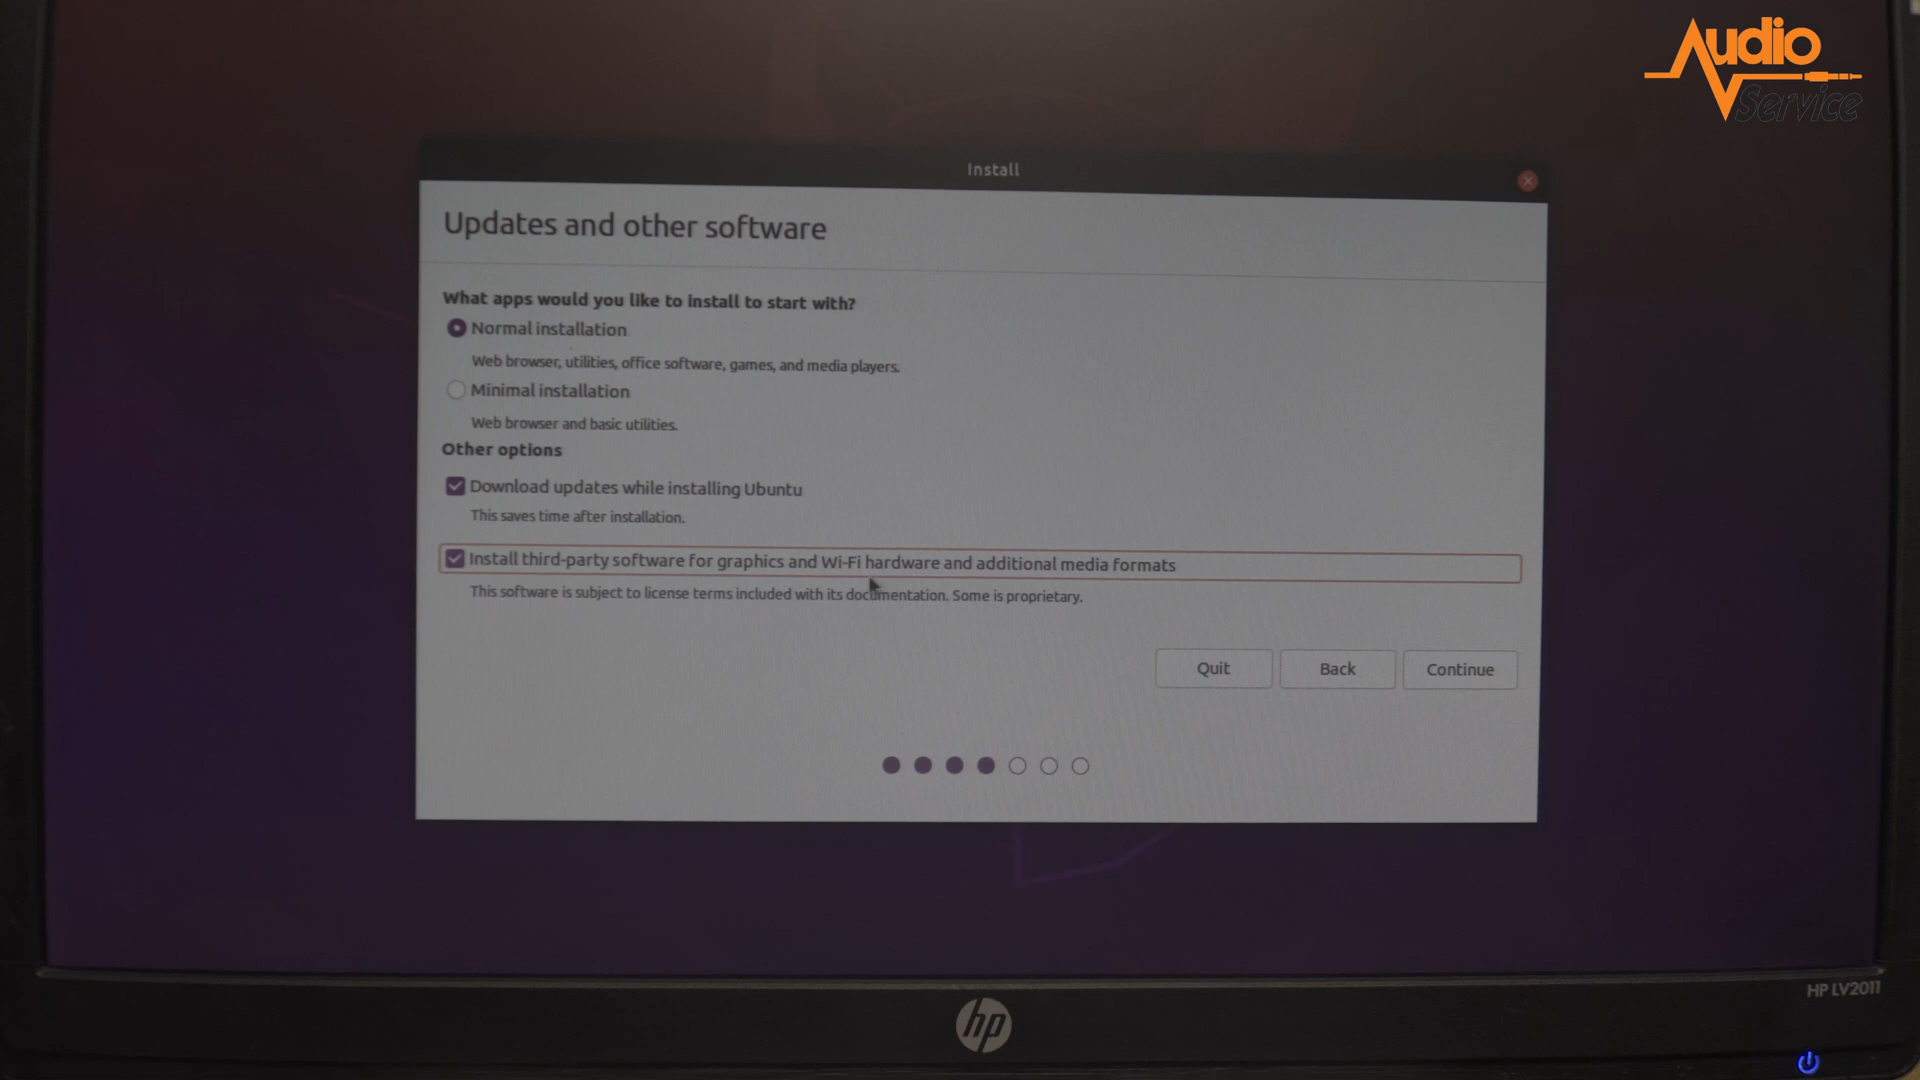 Audio
Service
Install
Updates and other software
What apps would you like to install to start with?
Normal installation
Web browser, utilities, office software, games, and media players.
Minimal installation
Web browser and basic utilities.
Other options
Download updates while installing Ubuntu
This saves time after installation.
Install third-party software for graphics and Wi-Fi hardware and additional media formats
This software is subject to license terms included with its documentation. Some is proprietary.
Quit
Back
Continue
HP LV2011
hp